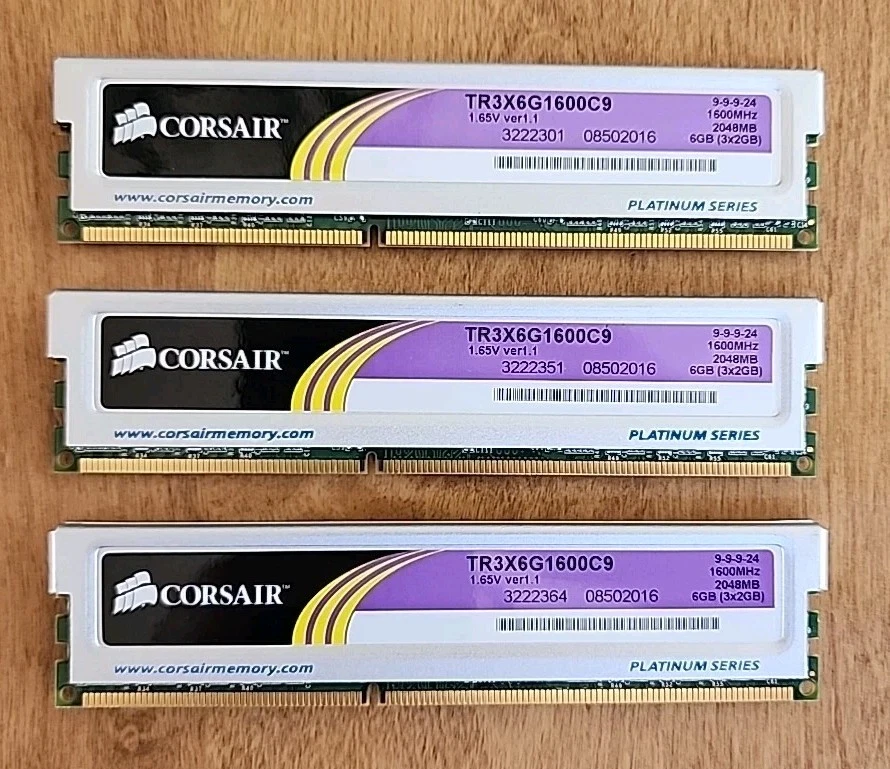 CORSAIR™
TR3X6G1600C9
1.65V ver1.1
3222301 08502016
9-9-9-24
1600MHz
2048MB
6GB (3x2GB)
www.corsairmemory.com
PLATINUM SERIES
CORSAIR™
TR3X6G1600C9
1.65V ver1.1
3222351 08502016
9-9-9-24
1600MHz
2048MB
6GB (3x2GB)
www.corsairmemory.com
PLATINUM SERIES
CORSAIR™
TR3X6G1600C9
1.65V ver1.1
3222364 08502016
9-9-9-24
1600MHz
2048MB
6GB (3x2GB)
www.corsairmemory.com
PLATINUM SERIES